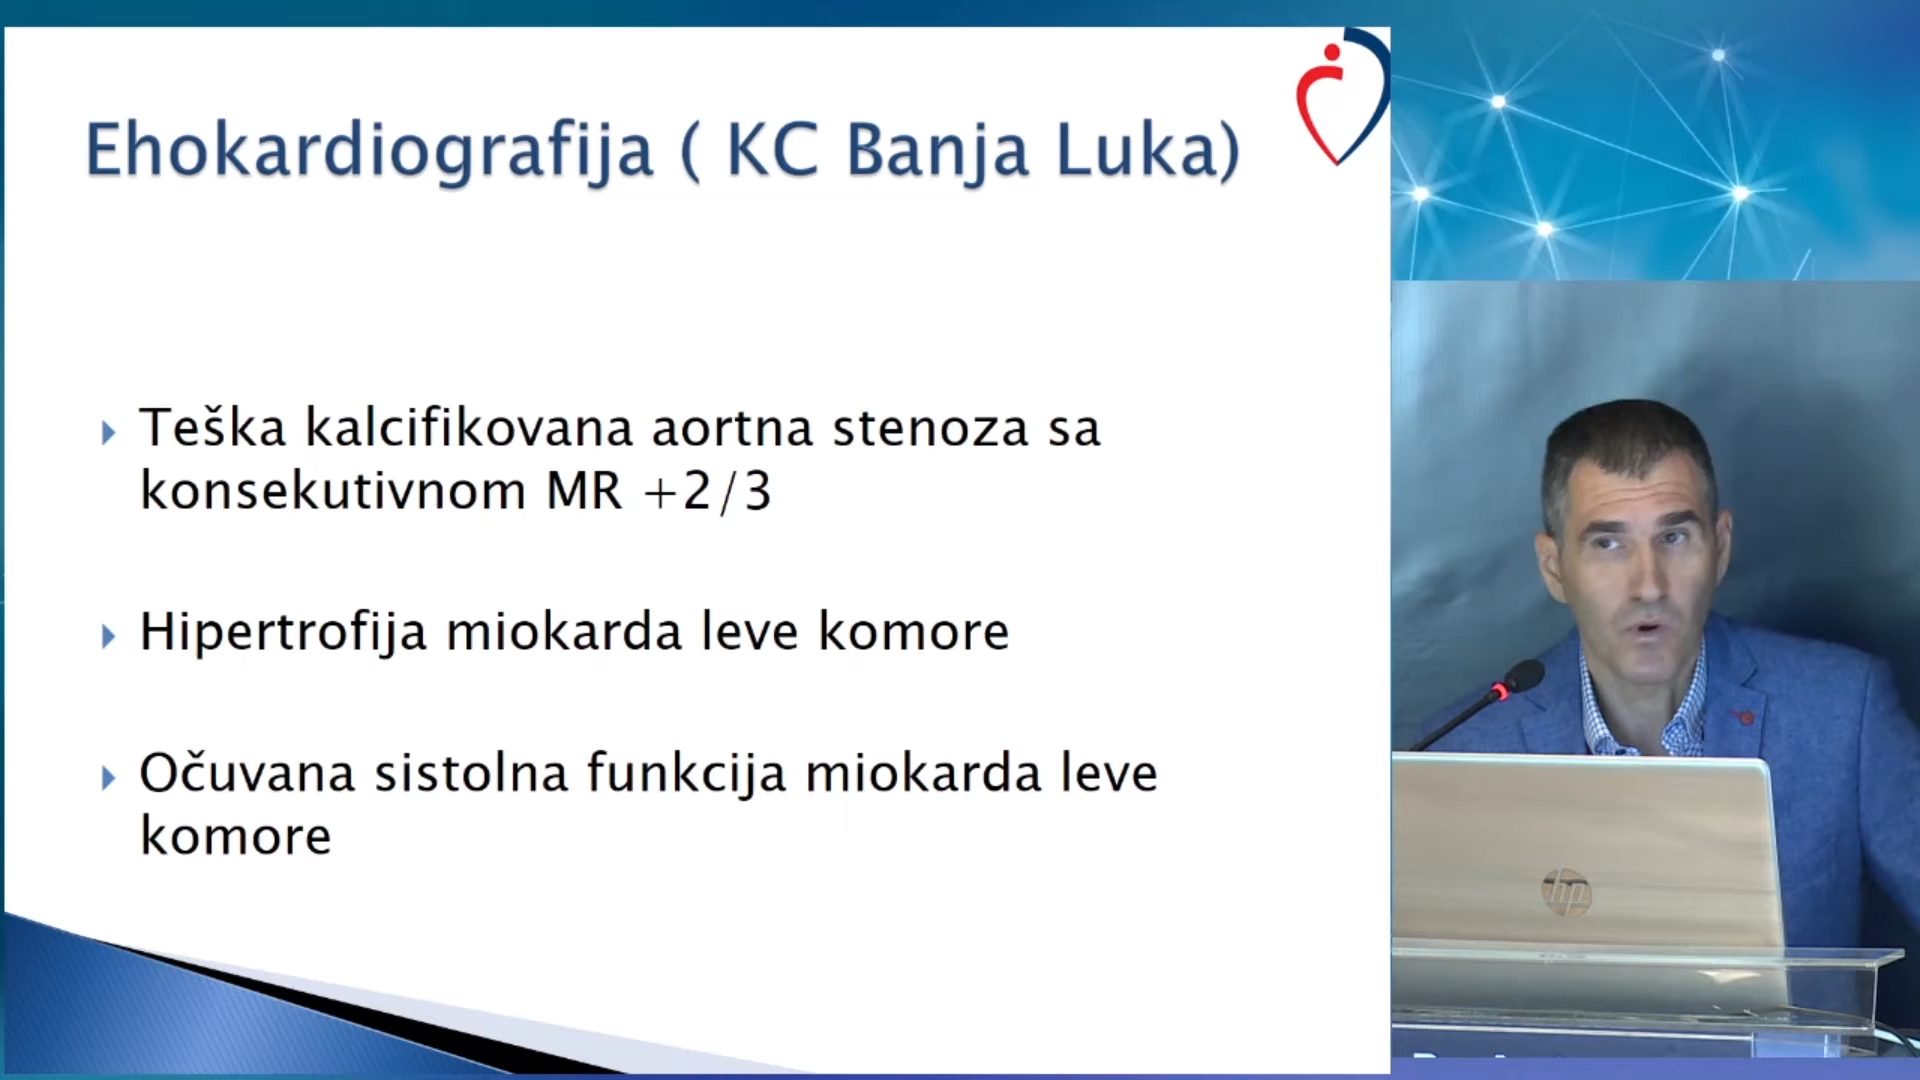 Ehokardiografija ( KC Banja Luka)
Teška kalcifikovana aortna stenoza sa
konsekutivnom MR +2/3
Hipertrofija miokarda leve komore
Očuvana sistolna funkcija miokarda leve
komore
hp